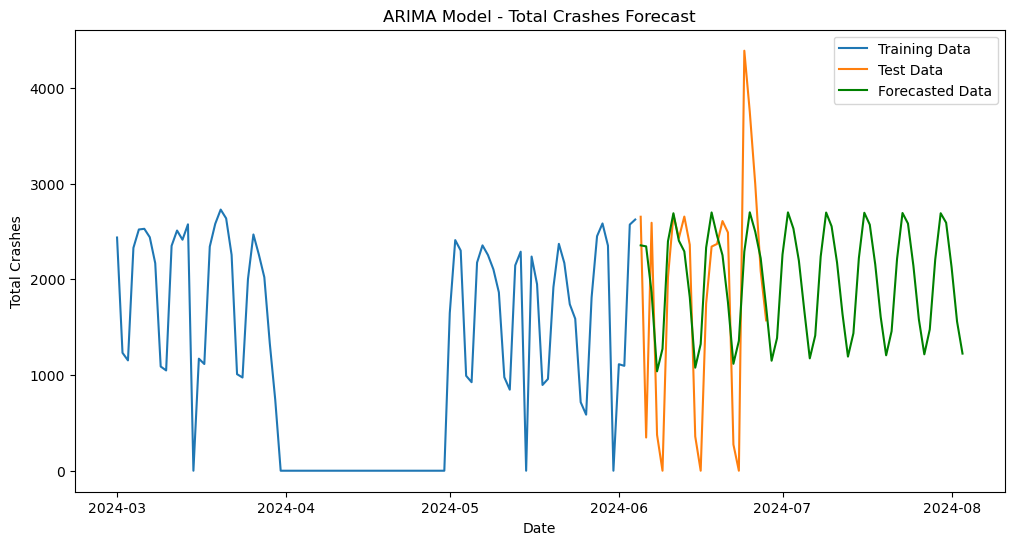 ARIMA Model - Total Crashes Forecast
Training Data
Test Data
Forecasted Data
Total Crashes
4000
3000
2000
1000
0
2024-03
2024-04
2024-05
2024-06
2024-07
2024-08
Date